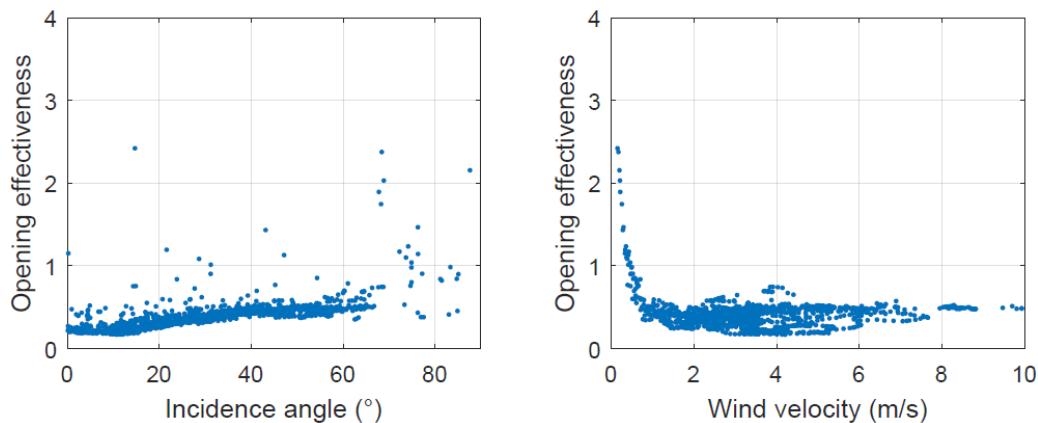 Opening effectiveness
4
3
2
1
0
0 20 40 60 80
Incidence angle (°)
Opening effectiveness
4
3
2
1
0
0 2 4 6 8 10
Wind velocity (m/s)